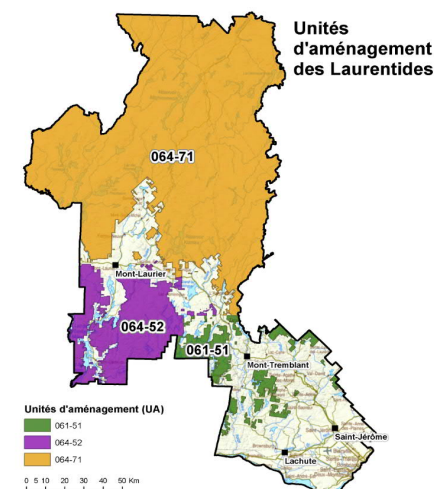 Unités
d'aménagement
des Laurentides
064-71
Mont-Laurier
064-52
061-51
Mont-Tremblant
Saint-Jérôme
Lachute
Unités d'aménagement (UA)
061-51
064-52
064-71
0 5 10 20 30 40 50 Km